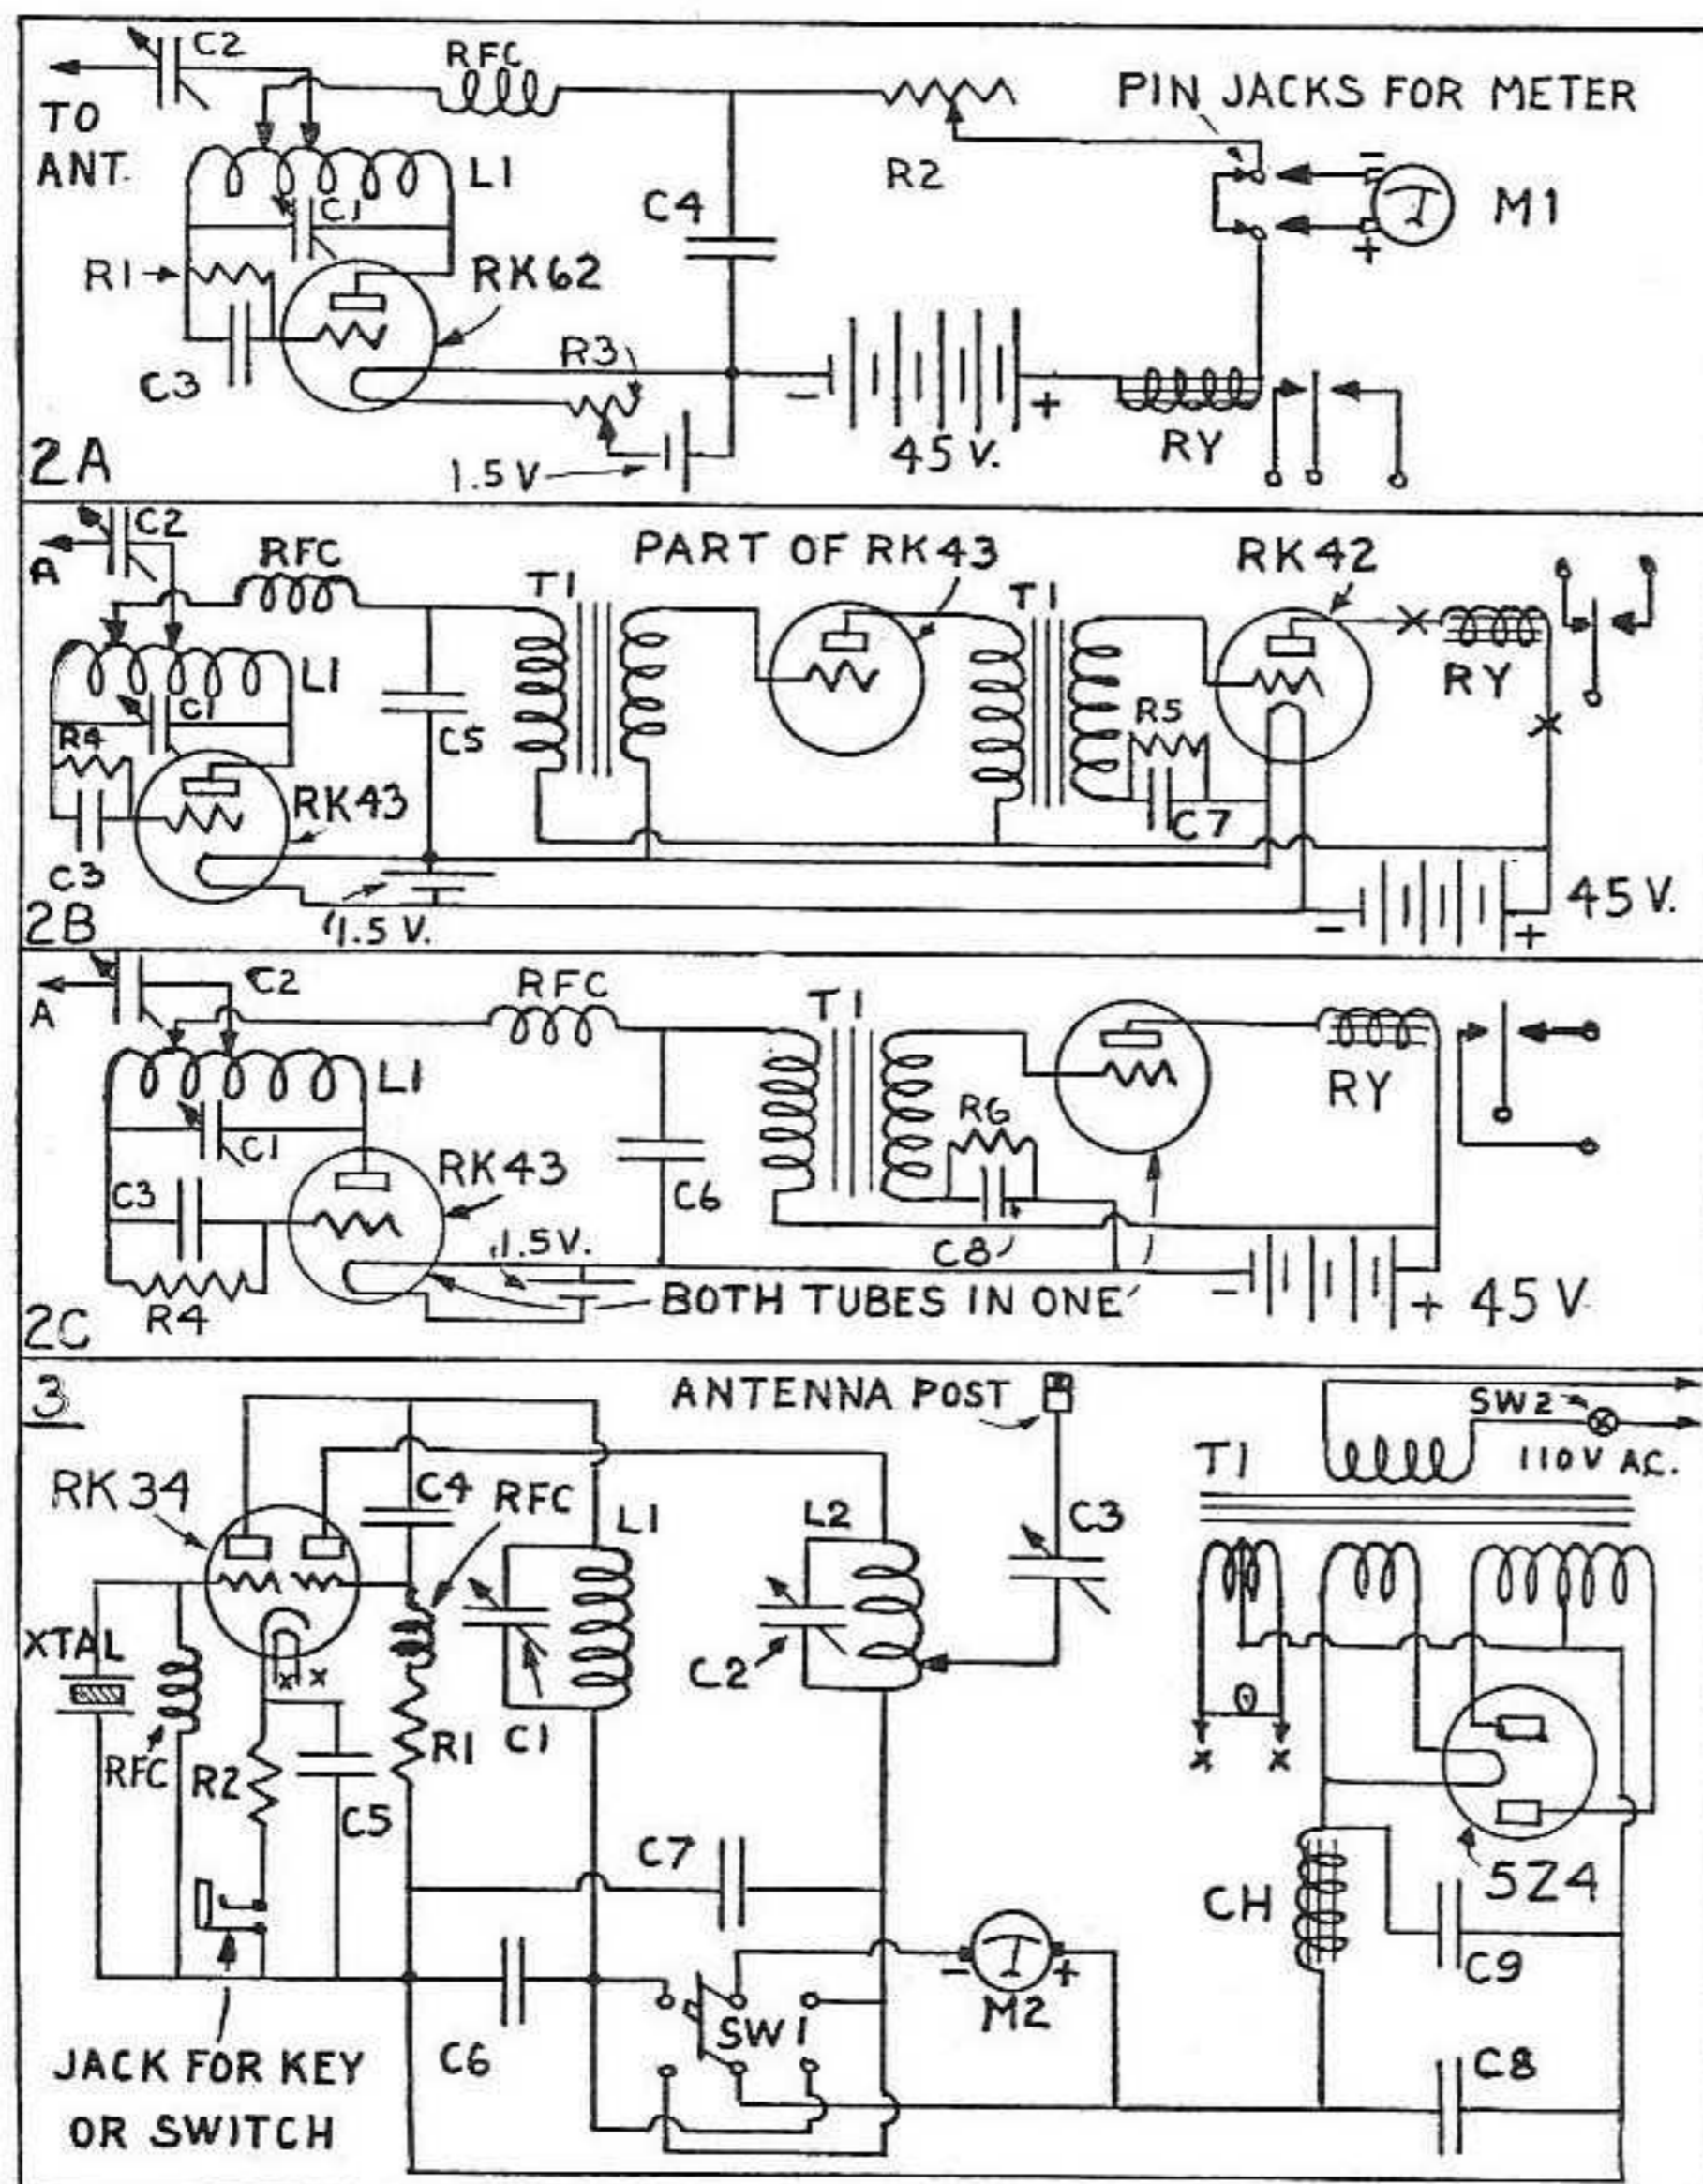 C2
RFC
PIN JACKS FOR METER
TO
ANT.
L1
C1
R2
C4
M1
-
+
R1
RK62
R3
C3
- 45 V. +
RY
1.5 V
2A
C2
A
RFC
T1
PART OF RK43
T1
RK42
L1
C1
R4
C5
R5
RY
RK43
C3
C7
1.5 V.
- +
45 V.
2B
C2
A
RFC
T1
L1
C1
RK43
C3
C6
R6
RY
1.5V.
C8
BOTH TUBES IN ONE
R4
- + 45 V
2C
3
ANTENNA POST
SW2
110V AC.
T1
RK34
C4
RFC
L1
L2
C3
XTAL
x x
C2
RFC
R2
C5
R1
C1
x x
C7
CH
5Z4
C9
- +
M2
SW1
C6
C8
JACK FOR KEY
OR SWITCH